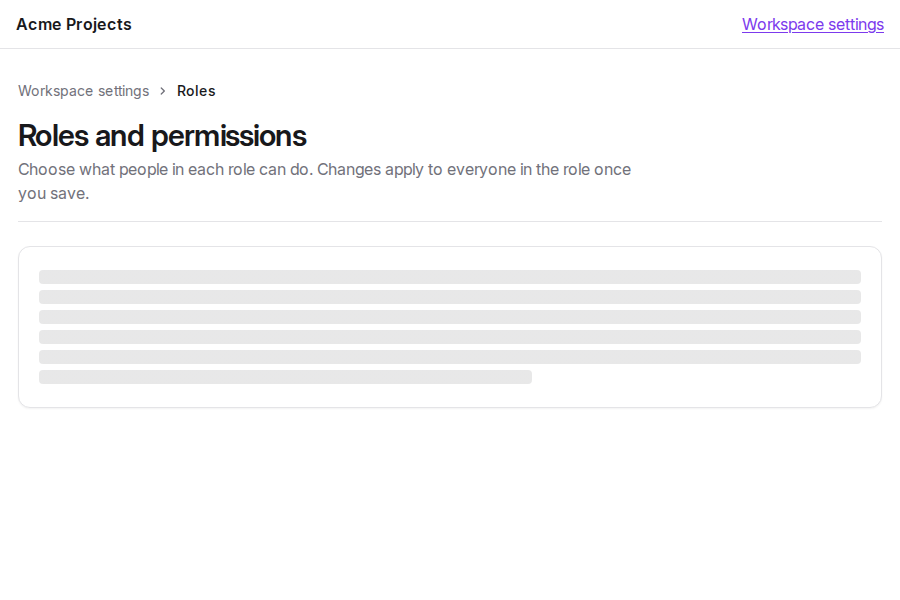 Acme Projects
Workspace settings
Workspace settings > Roles
Roles and permissions
Choose what people in each role can do. Changes apply to everyone in the role once
you save.